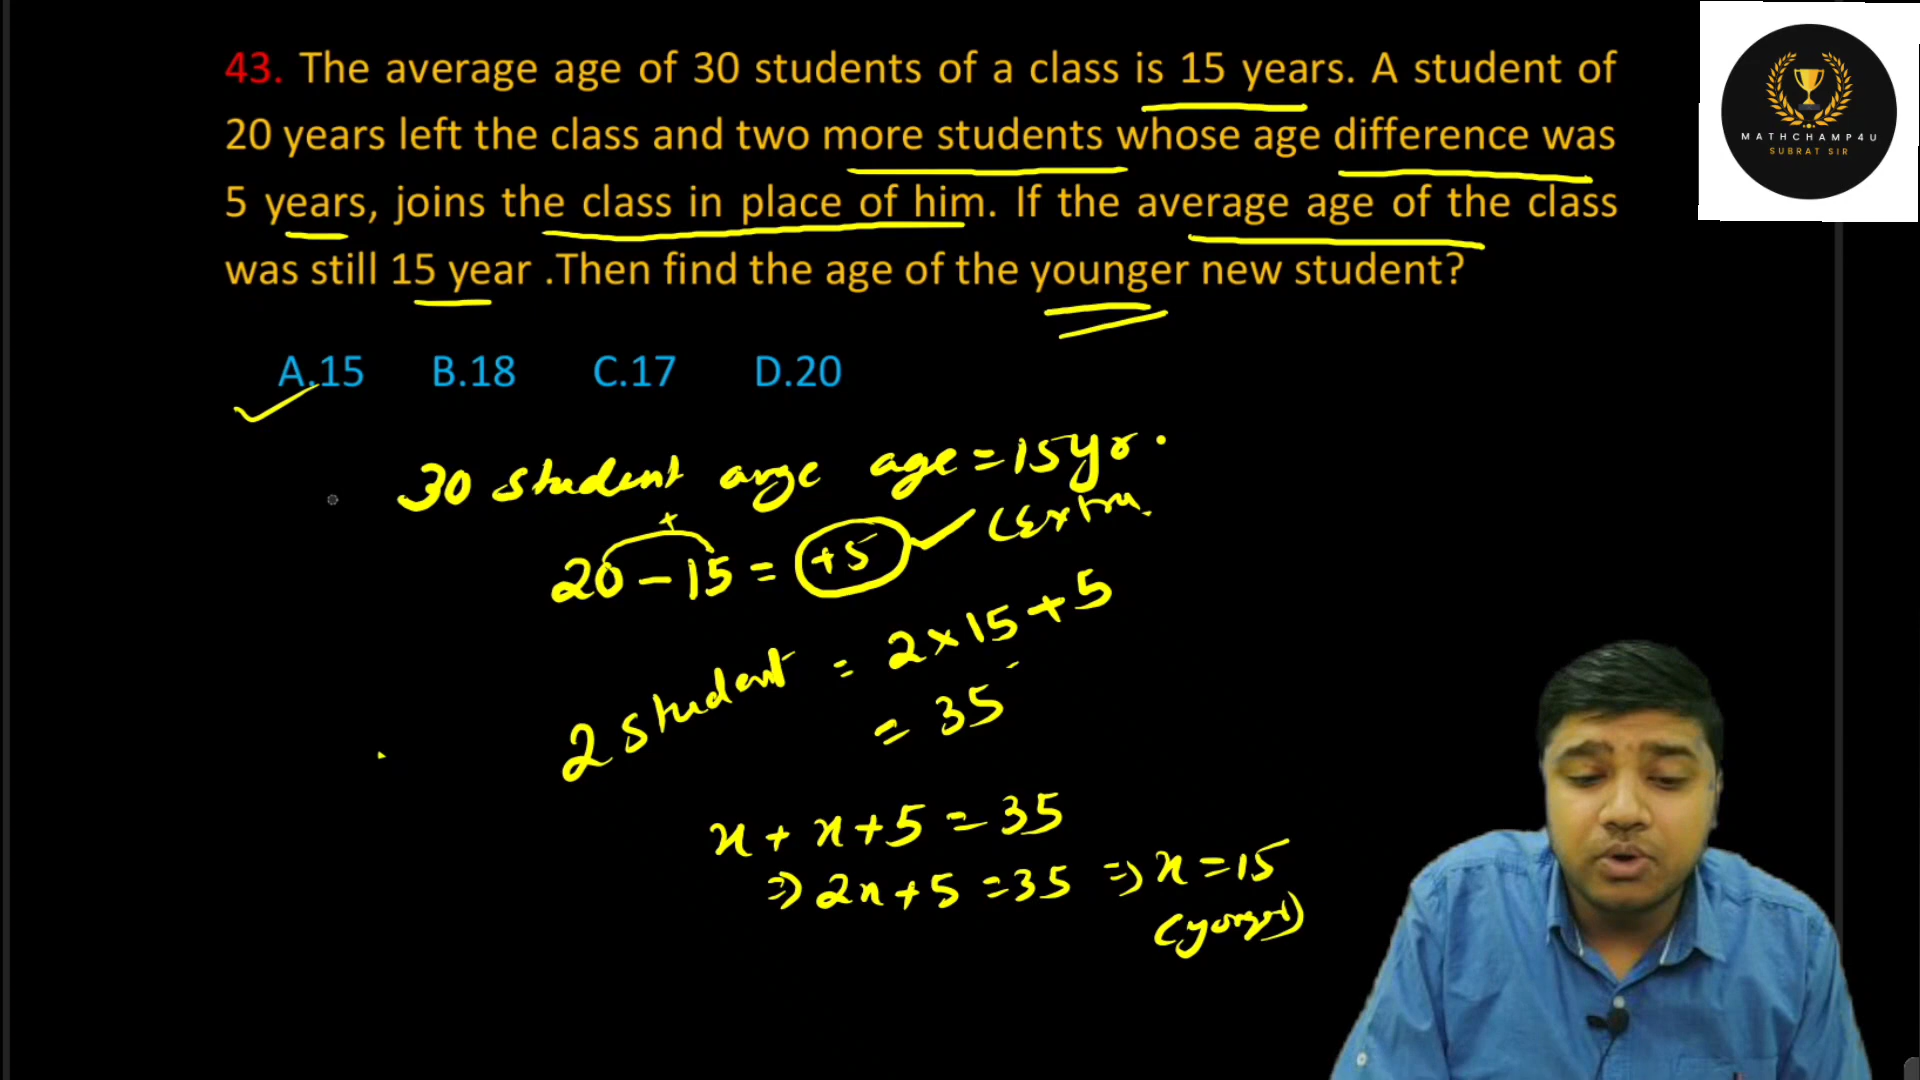 43. The average age of 30 students of a class is 15 years. A student of
20 years left the class and two more students whose age difference was
5 years, joins the class in place of him. If the average age of the class
was still 15 year .Then find the age of the younger new student?
A.15 B.18 C.17 D.20
30 student avge age = 15 yr.
20 - 15 = +5 (Extra.
+
2 student = 2×15+5
= 35
x + x+5 = 35
⇒ 2x+5 = 35 ⇒ x = 15
MATHCHAMP4U
SUBRAT SIR